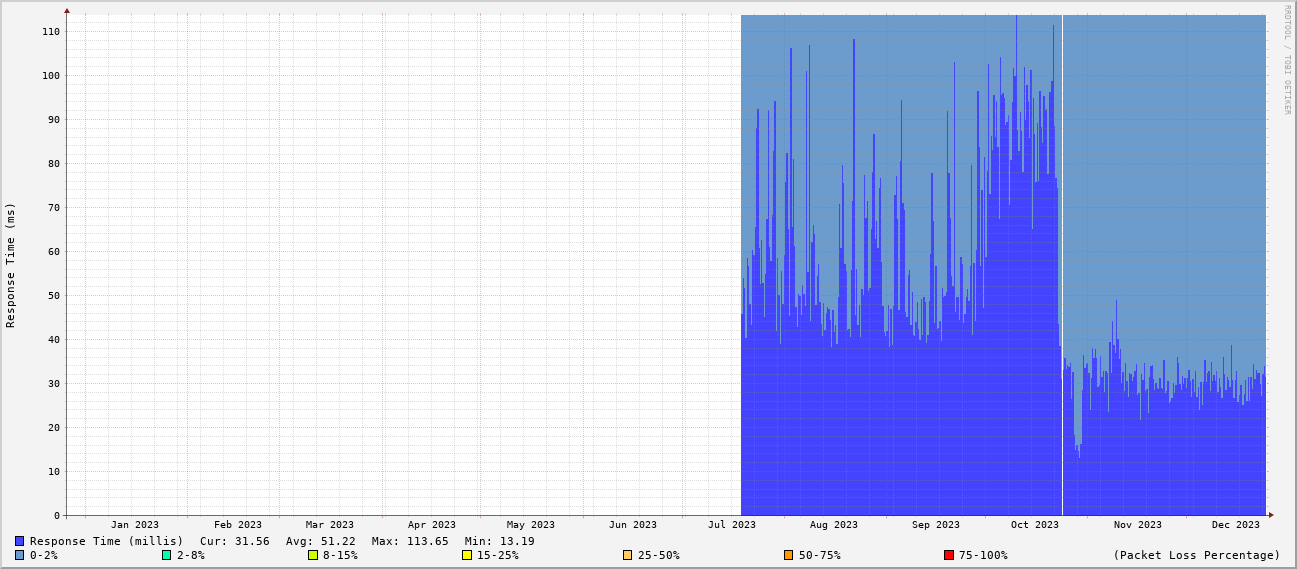 RRDTOOL / TOBI OETIKER
Response Time (ms)
110
100
90
80
70
60
50
40
30
20
10
0
Jan 2023 Feb 2023 Mar 2023 Apr 2023 May 2023 Jun 2023 Jul 2023 Aug 2023 Sep 2023 Oct 2023 Nov 2023 Dec 2023
Response Time (millis) Cur: 31.56 Avg: 51.22 Max: 113.65 Min: 13.19
0-2% 2-8% 8-15% 15-25% 25-50% 50-75% 75-100% (Packet Loss Percentage)